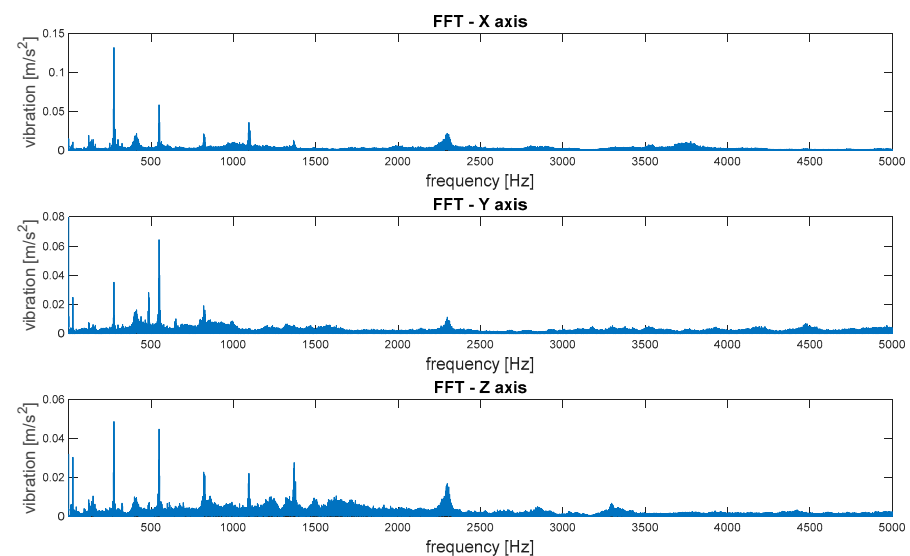 FFT - X axis
0.15
0.1
0.05
0
vibration [m/s²]
500 1000 1500 2000 2500 3000 3500 4000 4500 5000
frequency [Hz]
FFT - Y axis
0.08
0.06
0.04
0.02
0
vibration [m/s²]
500 1000 1500 2000 2500 3000 3500 4000 4500 5000
frequency [Hz]
FFT - Z axis
0.06
0.04
0.02
0
vibration [m/s²]
500 1000 1500 2000 2500 3000 3500 4000 4500 5000
frequency [Hz]